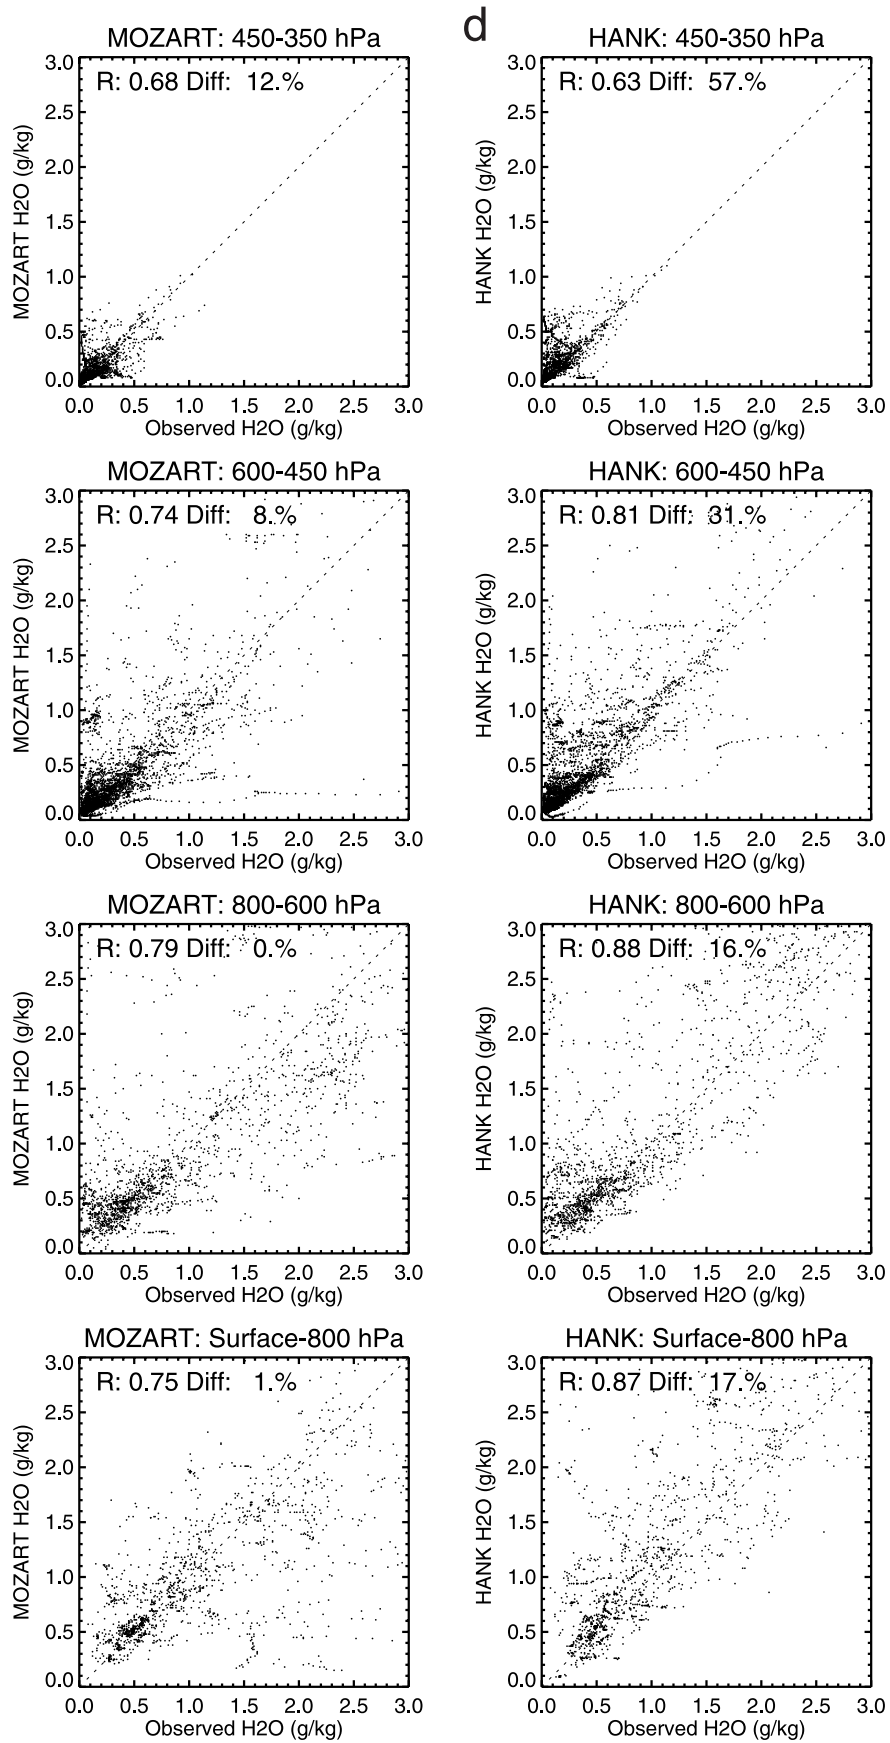 d
MOZART: 450-350 hPa
R: 0.68 Diff: 12.%
3.0
2.5
2.0
1.5
1.0
0.5
0.0
MOZART H2O (g/kg)
0.0 0.5 1.0 1.5 2.0 2.5 3.0
Observed H2O (g/kg)
HANK: 450-350 hPa
R: 0.63 Diff: 57.%
3.0
2.5
2.0
1.5
1.0
0.5
0.0
HANK H2O (g/kg)
0.0 0.5 1.0 1.5 2.0 2.5 3.0
Observed H2O (g/kg)
MOZART: 600-450 hPa
R: 0.74 Diff: 8.%
3.0
2.5
2.0
1.5
1.0
0.5
0.0
MOZART H2O (g/kg)
0.0 0.5 1.0 1.5 2.0 2.5 3.0
Observed H2O (g/kg)
HANK: 600-450 hPa
R: 0.81 Diff: 31.%
3.0
2.5
2.0
1.5
1.0
0.5
0.0
HANK H2O (g/kg)
0.0 0.5 1.0 1.5 2.0 2.5 3.0
Observed H2O (g/kg)
MOZART: 800-600 hPa
R: 0.79 Diff: 0.%
3.0
2.5
2.0
1.5
1.0
0.5
0.0
MOZART H2O (g/kg)
0.0 0.5 1.0 1.5 2.0 2.5 3.0
Observed H2O (g/kg)
HANK: 800-600 hPa
R: 0.88 Diff: 16.%
3.0
2.5
2.0
1.5
1.0
0.5
0.0
HANK H2O (g/kg)
0.0 0.5 1.0 1.5 2.0 2.5 3.0
Observed H2O (g/kg)
MOZART: Surface-800 hPa
R: 0.75 Diff: 1.%
3.0
2.5
2.0
1.5
1.0
0.5
0.0
MOZART H2O (g/kg)
0.0 0.5 1.0 1.5 2.0 2.5 3.0
Observed H2O (g/kg)
HANK: Surface-800 hPa
R: 0.87 Diff: 17.%
3.0
2.5
2.0
1.5
1.0
0.5
0.0
HANK H2O (g/kg)
0.0 0.5 1.0 1.5 2.0 2.5 3.0
Observed H2O (g/kg)